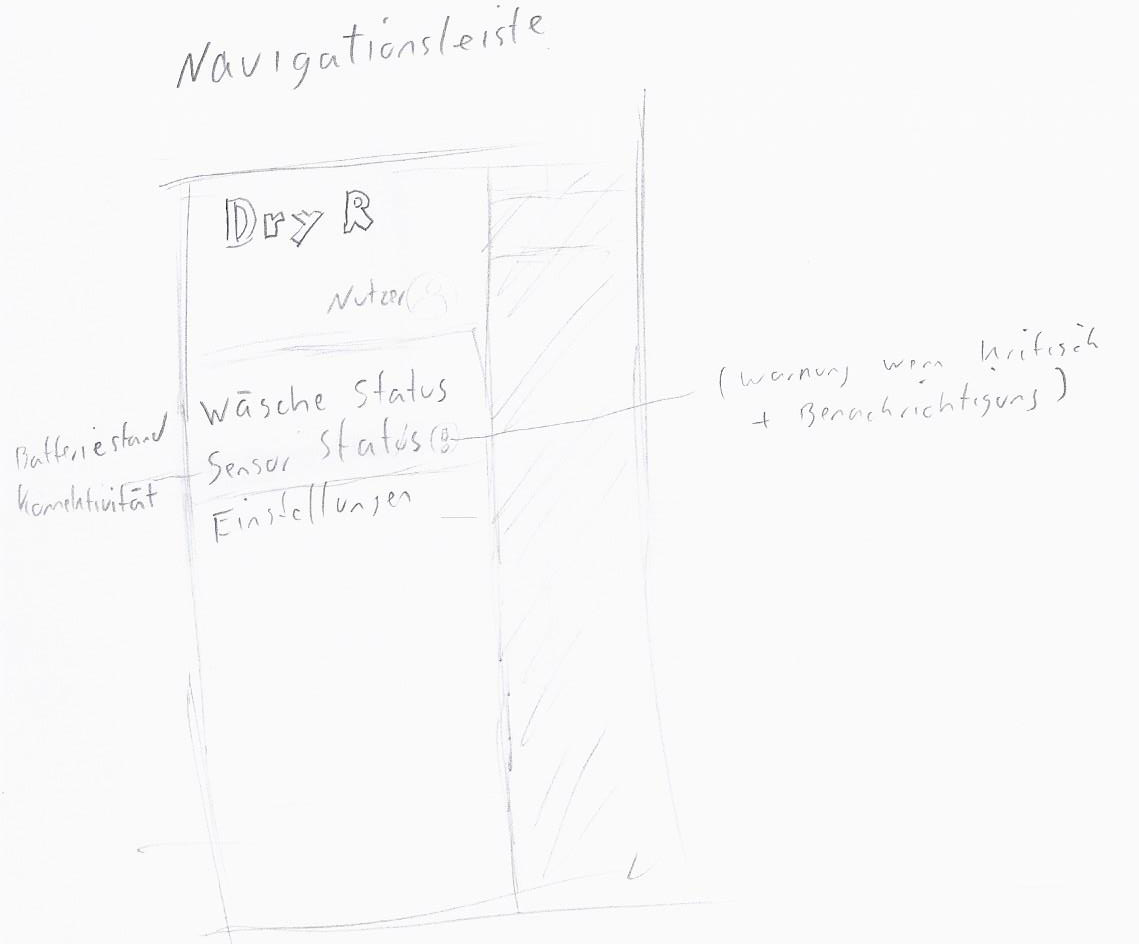 Navigationsleiste
Dry R
Nutzer
Wäsche Status
Sensor Status
Einstellungen
Batteriestand
Konnektivität
(Warnung wenn kritisch
+ Benachrichtigung)